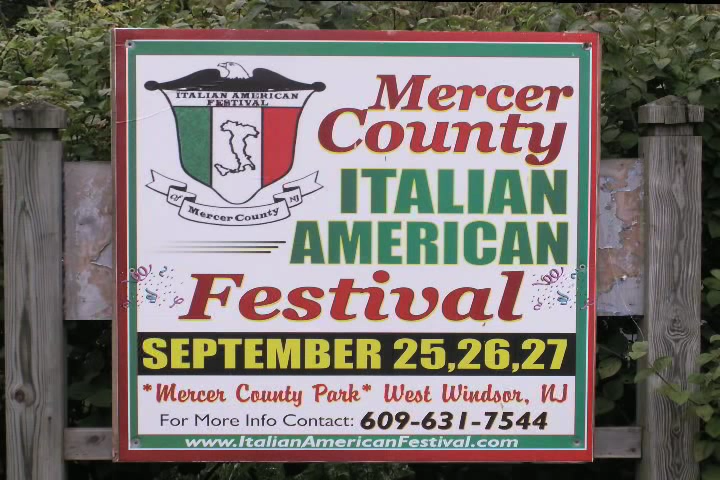 ITALIAN AMERICAN
FESTIVAL
of Mercer County NJ
Mercer
County
ITALIAN
AMERICAN
Festival
SEPTEMBER 25,26,27
*Mercer County Park* West Windsor, NJ
For More Info Contact: 609-631-7544
www.ItalianAmericanFestival.com